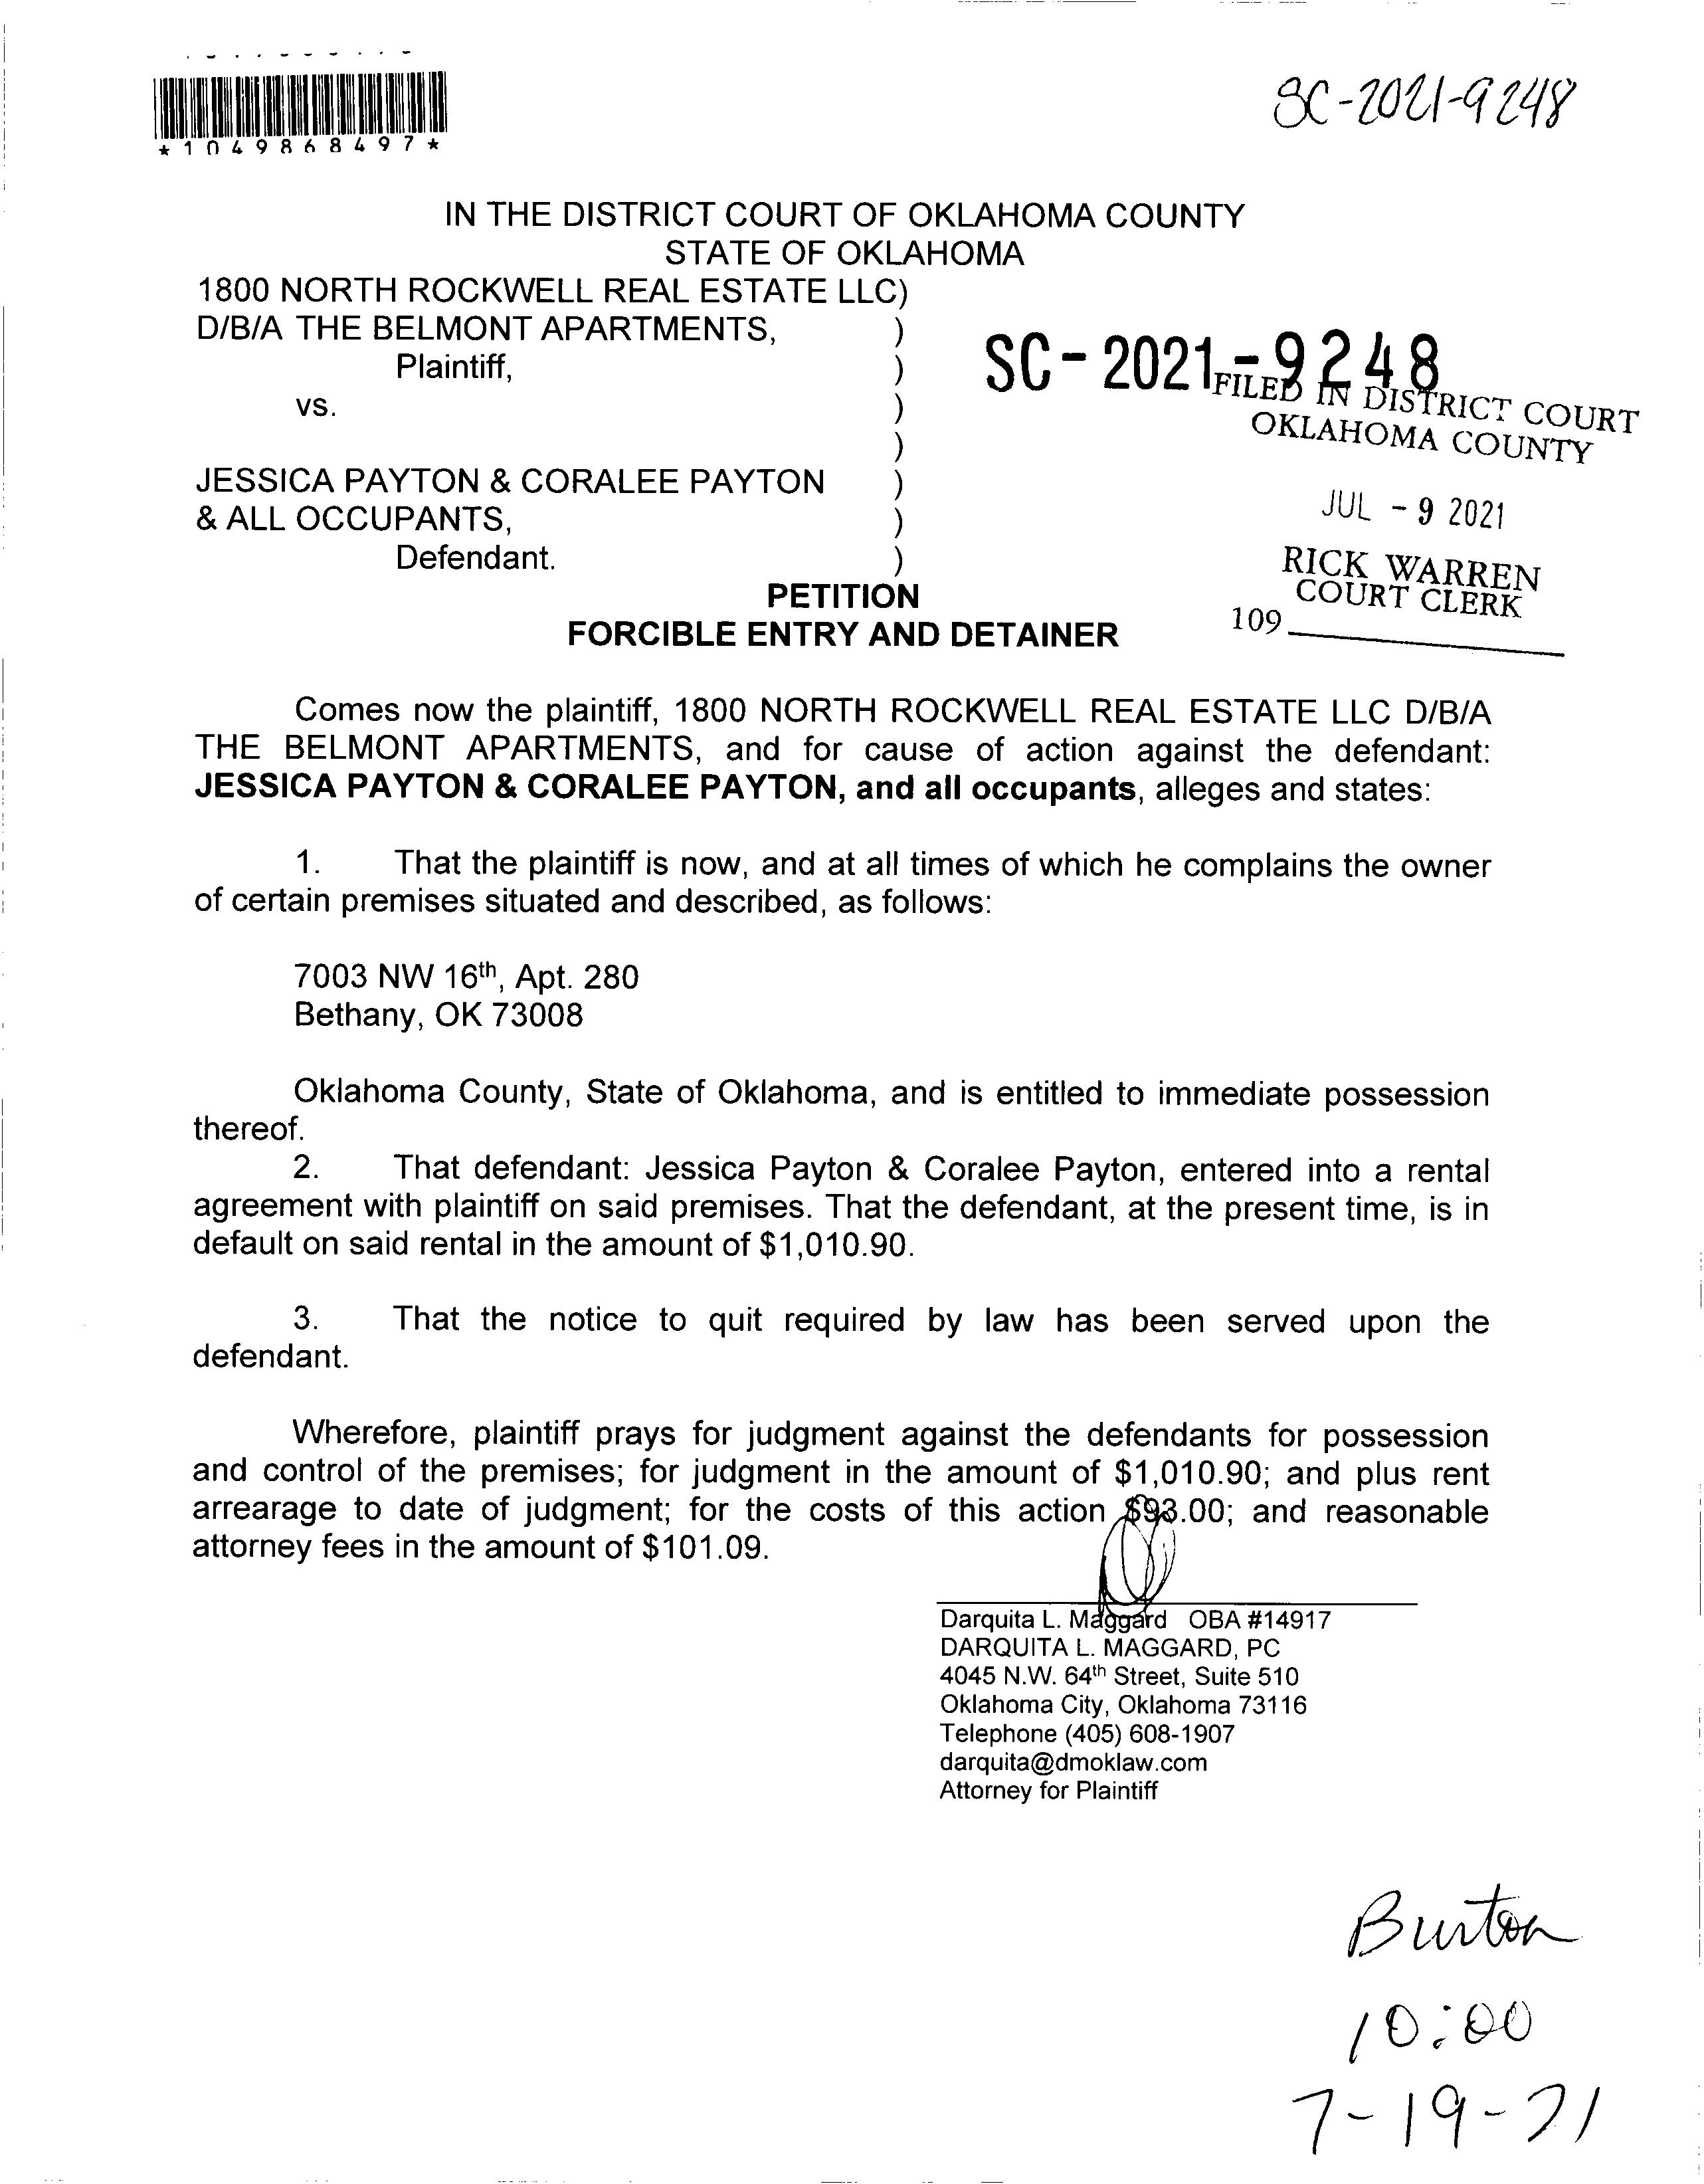 SC-2021-9248
*1049868497*
IN THE DISTRICT COURT OF OKLAHOMA COUNTY
STATE OF OKLAHOMA
1800 NORTH ROCKWELL REAL ESTATE LLC)
D/B/A THE BELMONT APARTMENTS, )
Plaintiff, )
vs. )
)
JESSICA PAYTON & CORALEE PAYTON )
& ALL OCCUPANTS, )
Defendant. )
SC-2021-9248
FILED IN DISTRICT COURT
OKLAHOMA COUNTY
JUL - 9 2021
RICK WARREN
COURT CLERK
109
PETITION
FORCIBLE ENTRY AND DETAINER
Comes now the plaintiff, 1800 NORTH ROCKWELL REAL ESTATE LLC D/B/A
THE BELMONT APARTMENTS, and for cause of action against the defendant:
JESSICA PAYTON & CORALEE PAYTON, and all occupants, alleges and states:
1. That the plaintiff is now, and at all times of which he complains the owner
of certain premises situated and described, as follows:
7003 NW 16th, Apt. 280
Bethany, OK 73008
Oklahoma County, State of Oklahoma, and is entitled to immediate possession
thereof.
2. That defendant: Jessica Payton & Coralee Payton, entered into a rental
agreement with plaintiff on said premises. That the defendant, at the present time, is in
default on said rental in the amount of $1,010.90.
3. That the notice to quit required by law has been served upon the
defendant.
Wherefore, plaintiff prays for judgment against the defendants for possession
and control of the premises; for judgment in the amount of $1,010.90; and plus rent
arrearage to date of judgment; for the costs of this action $93.00; and reasonable
attorney fees in the amount of $101.09.
Darquita L. Maggard OBA #14917
DARQUITA L. MAGGARD, PC
4045 N.W. 64th Street, Suite 510
Oklahoma City, Oklahoma 73116
Telephone (405) 608-1907
darquita@dmoklaw.com
Attorney for Plaintiff
Burton
10:00
7-19-21